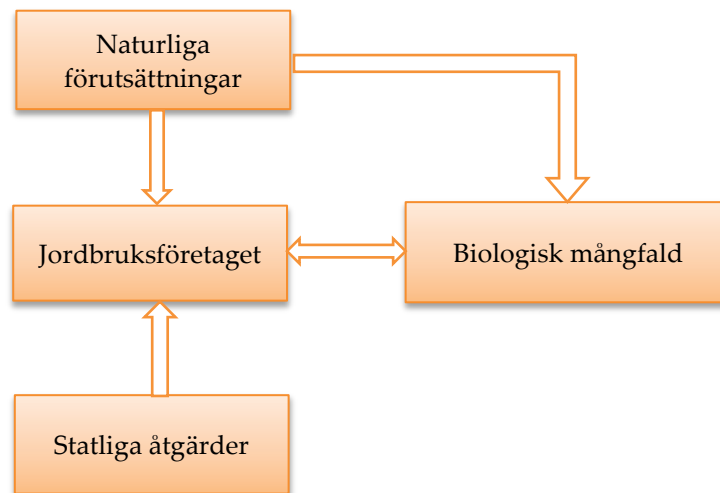 Naturliga
förutsättningar
Jordbruksföretaget
Biologisk mångfald
Statliga åtgärder